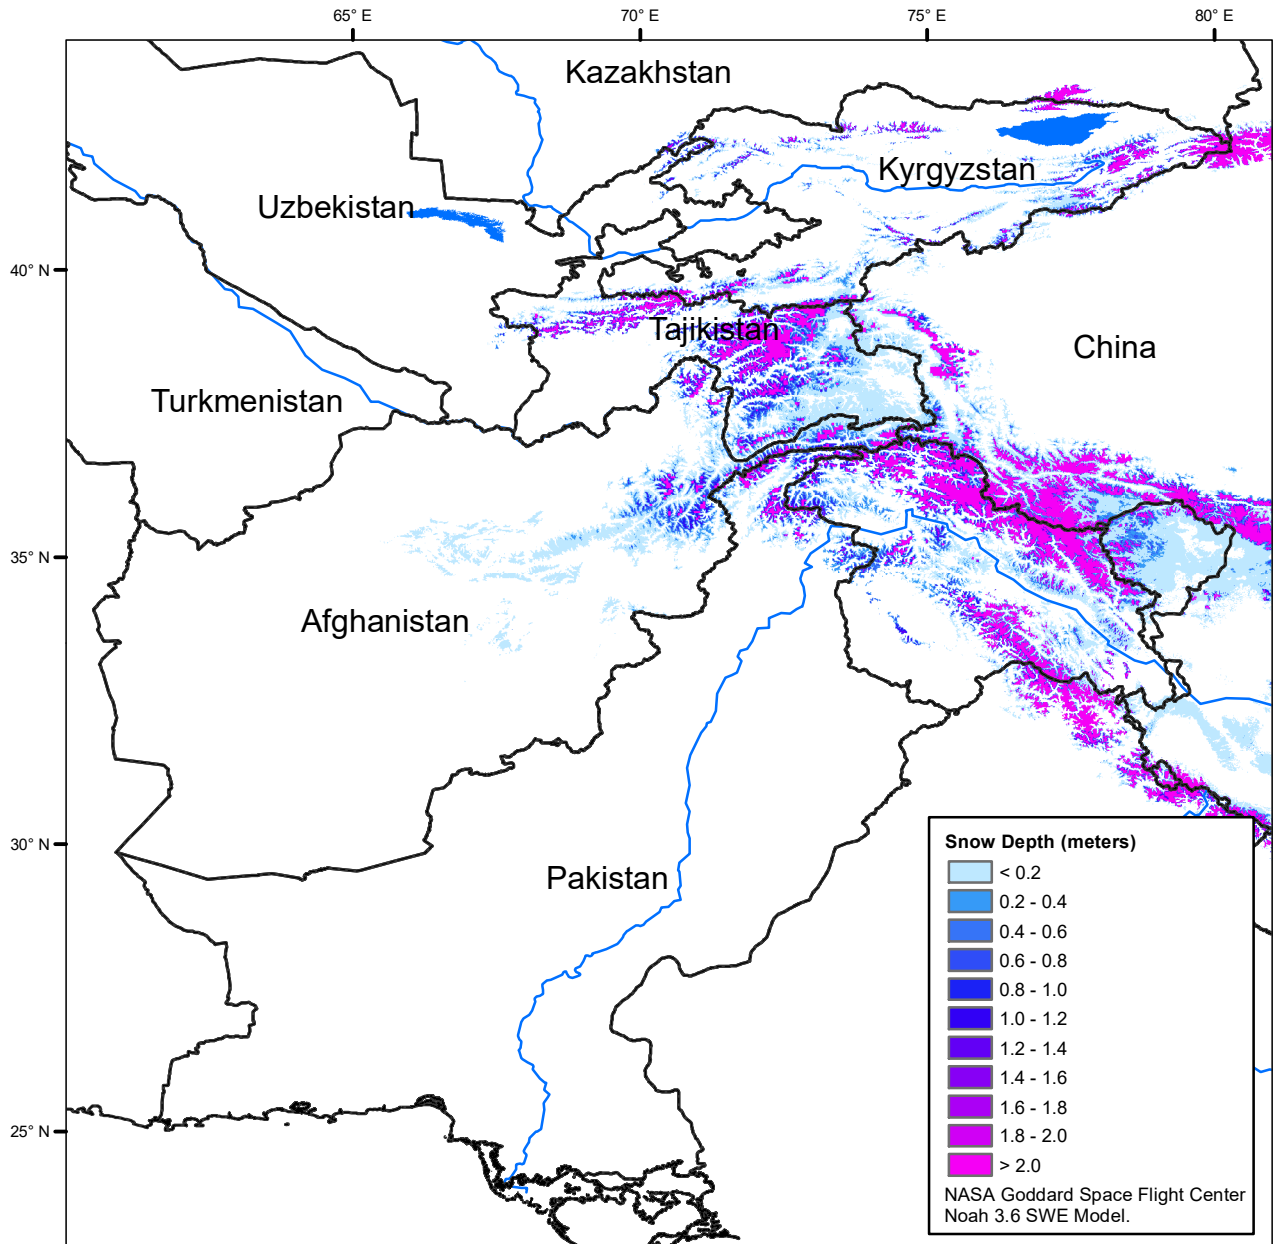 65° E
70° E
75° E
80° E
Kazakhstan
Kyrgyzstan
Uzbekistan
40° N
Tajikistan
China
Turkmenistan
35° N
Afghanistan
30° N
Pakistan
25° N
Snow Depth (meters)
< 0.2
0.2 - 0.4
0.4 - 0.6
0.6 - 0.8
0.8 - 1.0
1.0 - 1.2
1.2 - 1.4
1.4 - 1.6
1.6 - 1.8
1.8 - 2.0
> 2.0
NASA Goddard Space Flight Center
Noah 3.6 SWE Model.